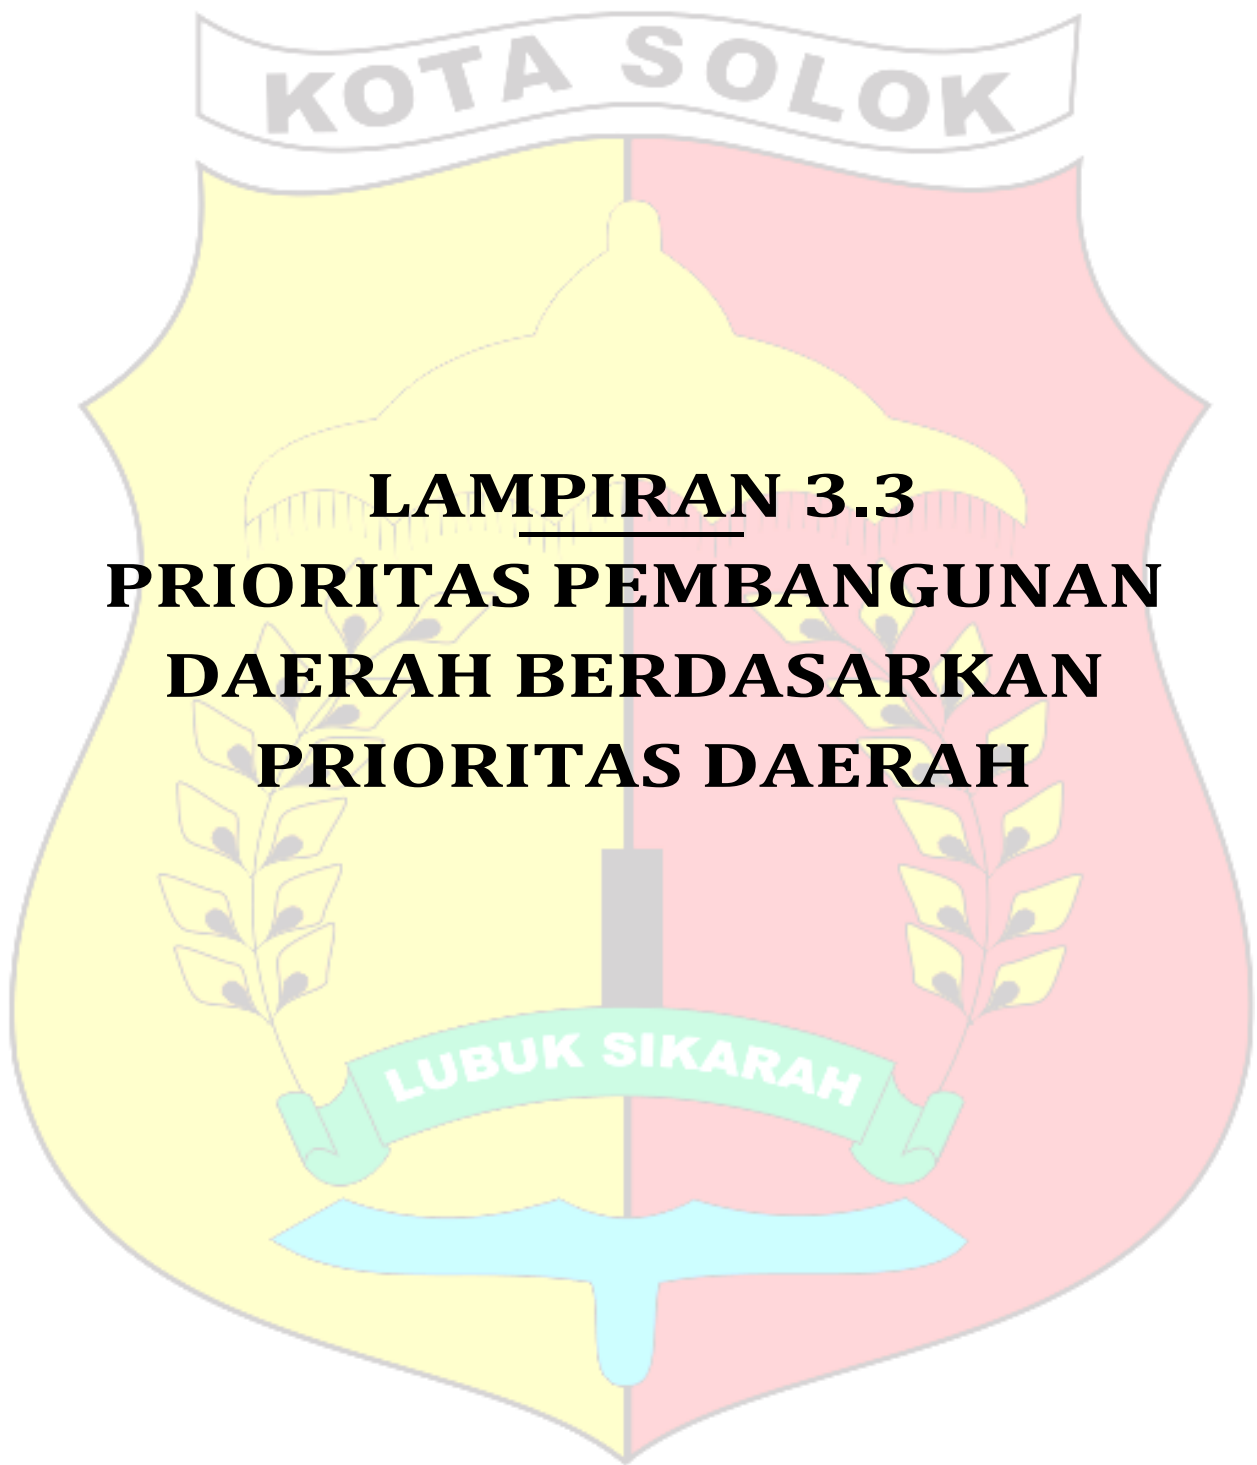 KOTA SOLOK
LAMPIRAN 3.3
PRIORITAS PEMBANGUNAN
DAERAH BERDASARKAN
PRIORITAS DAERAH
LUBUK SIKARAH